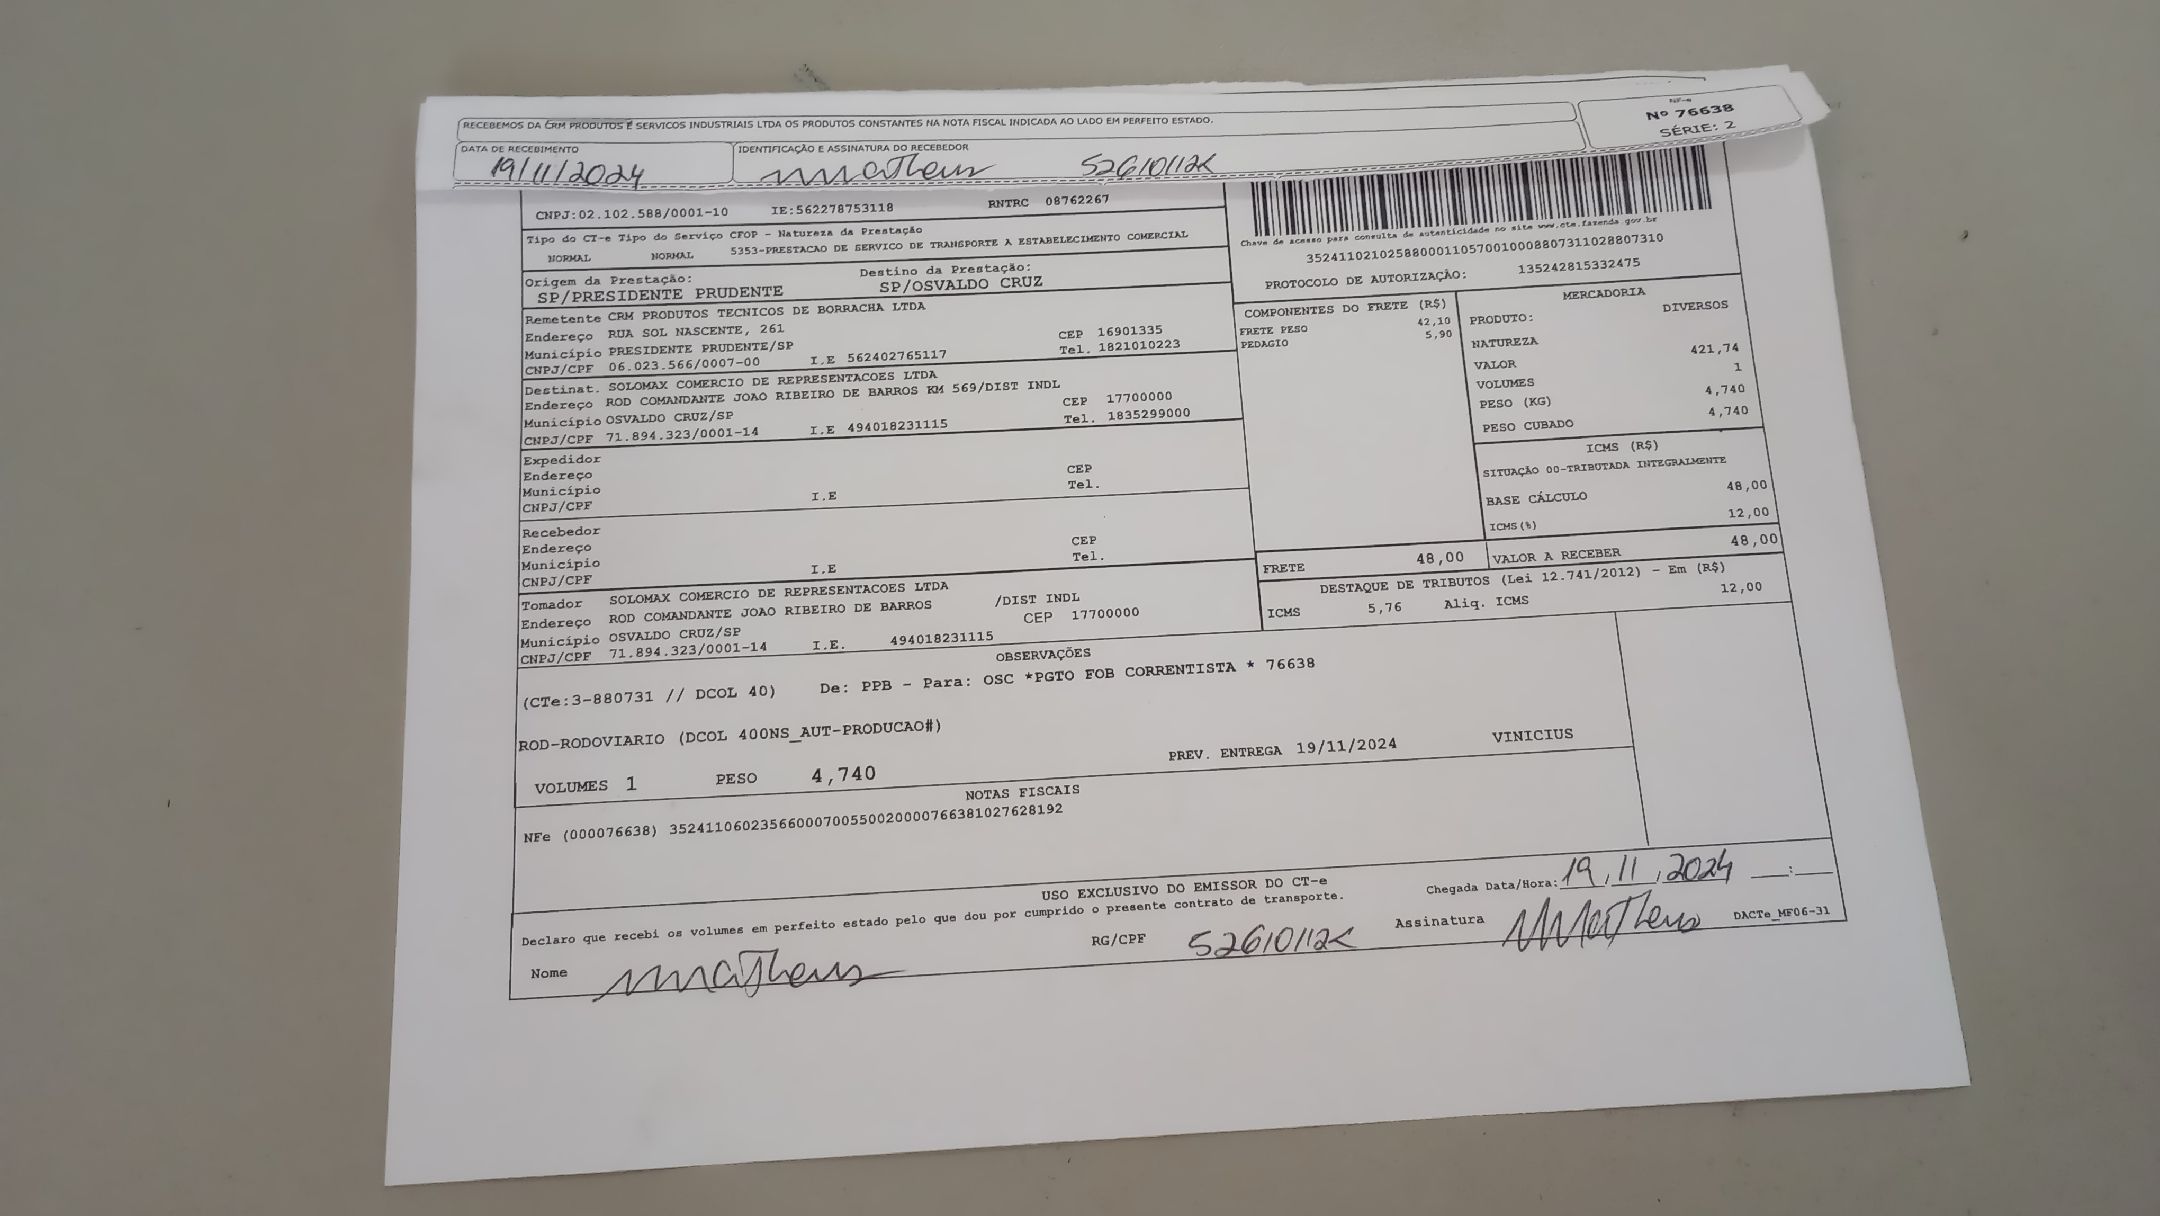 RECEBEMOS DA CRM PRODUTOS E SERVICOS INDUSTRIAIS LTDA OS PRODUTOS CONSTANTES NA NOTA FISCAL INDICADA AO LADO EM PERFEITO ESTADO.
NF-e
Nº 76638
SÉRIE: 2
DATA DE RECEBIMENTO
19/11/2024
IDENTIFICAÇÃO E ASSINATURA DO RECEBEDOR
Matheus
CNPJ:02.102.588/0001-10 IE:562278753118 RNTRC 08762267
Tipo do CT-e Tipo do Serviço CFOP - Natureza da Prestação
NORMAL NORMAL 5353-PRESTACAO DE SERVICO DE TRANSPORTE A ESTABELECIMENTO COMERCIAL
Chave de acesso para consulta de autenticidade no site www.cte.fazenda.gov.br
35241102102588000110570010008807311028807310
PROTOCOLO DE AUTORIZAÇÃO: 135242815332475
Origem da Prestação: Destino da Prestação:
SP/PRESIDENTE PRUDENTE SP/OSVALDO CRUZ
Remetente CRM PRODUTOS TECNICOS DE BORRACHA LTDA
Endereço RUA SOL NASCENTE, 261 CEP 16901335
Município PRESIDENTE PRUDENTE/SP Tel. 1821010223
CNPJ/CPF 06.023.566/0007-00 I.E 562402765117
Destinat. SOLOMAX COMERCIO DE REPRESENTACOES LTDA
Endereço ROD COMANDANTE JOAO RIBEIRO DE BARROS KM 569/DIST INDL
Município OSVALDO CRUZ/SP CEP 17700000
CNPJ/CPF 71.894.323/0001-14 I.E 494018231115 Tel. 1835299000
Expedidor
Endereço CEP
Município I.E Tel.
CNPJ/CPF
Recebedor
Endereço CEP
Município I.E Tel.
CNPJ/CPF
Tomador SOLOMAX COMERCIO DE REPRESENTACOES LTDA
Endereço ROD COMANDANTE JOAO RIBEIRO DE BARROS /DIST INDL
Município OSVALDO CRUZ/SP CEP 17700000
CNPJ/CPF 71.894.323/0001-14 I.E. 494018231115
COMPONENTES DO FRETE (R$)
FRETE PESO 42,10
PEDAGIO 5,90
MERCADORIA
PRODUTO: DIVERSOS
NATUREZA
VALOR 421,74
VOLUMES 1
PESO (KG) 4,740
PESO CUBADO 4,740
ICMS (R$)
SITUAÇÃO 00-TRIBUTADA INTEGRALMENTE
BASE CÁLCULO 48,00
ICMS(%) 12,00
FRETE 48,00 VALOR A RECEBER 48,00
DESTAQUE DE TRIBUTOS (Lei 12.741/2012) - Em (R$)
ICMS 5,76 Aliq. ICMS 12,00
OBSERVAÇÕES
(CTe:3-880731 // DCOL 40) De: PPB - Para: OSC *PGTO FOB CORRENTISTA * 76638
ROD-RODOVIARIO (DCOL 400NS_AUT-PRODUCAO#)
PREV. ENTREGA 19/11/2024 VINICIUS
VOLUMES 1 PESO 4,740
NOTAS FISCAIS
NFe (000076638) 35241106023566000700550020000766381027628192
USO EXCLUSIVO DO EMISSOR DO CT-e
Declaro que recebi os volumes em perfeito estado pelo que dou por cumprido o presente contrato de transporte.
Chegada Data/Hora: 19/11/2024 __:__
Nome Matheus RG/CPF Assinatura Matheus DACTe_MF06-31